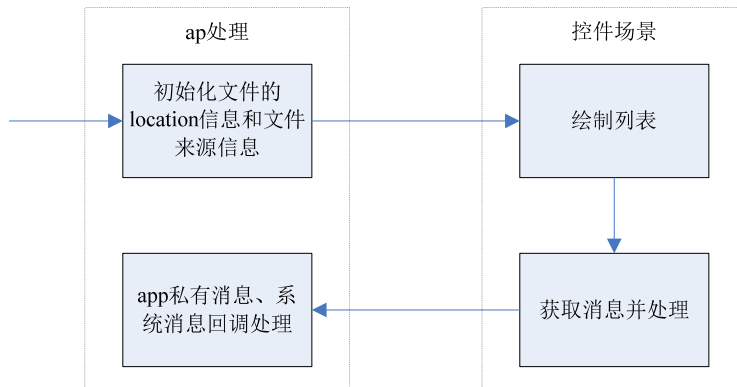 ap处理
控件场景
初始化文件的
location信息和文件
来源信息
绘制列表
app私有消息、系
统消息回调处理
获取消息并处理